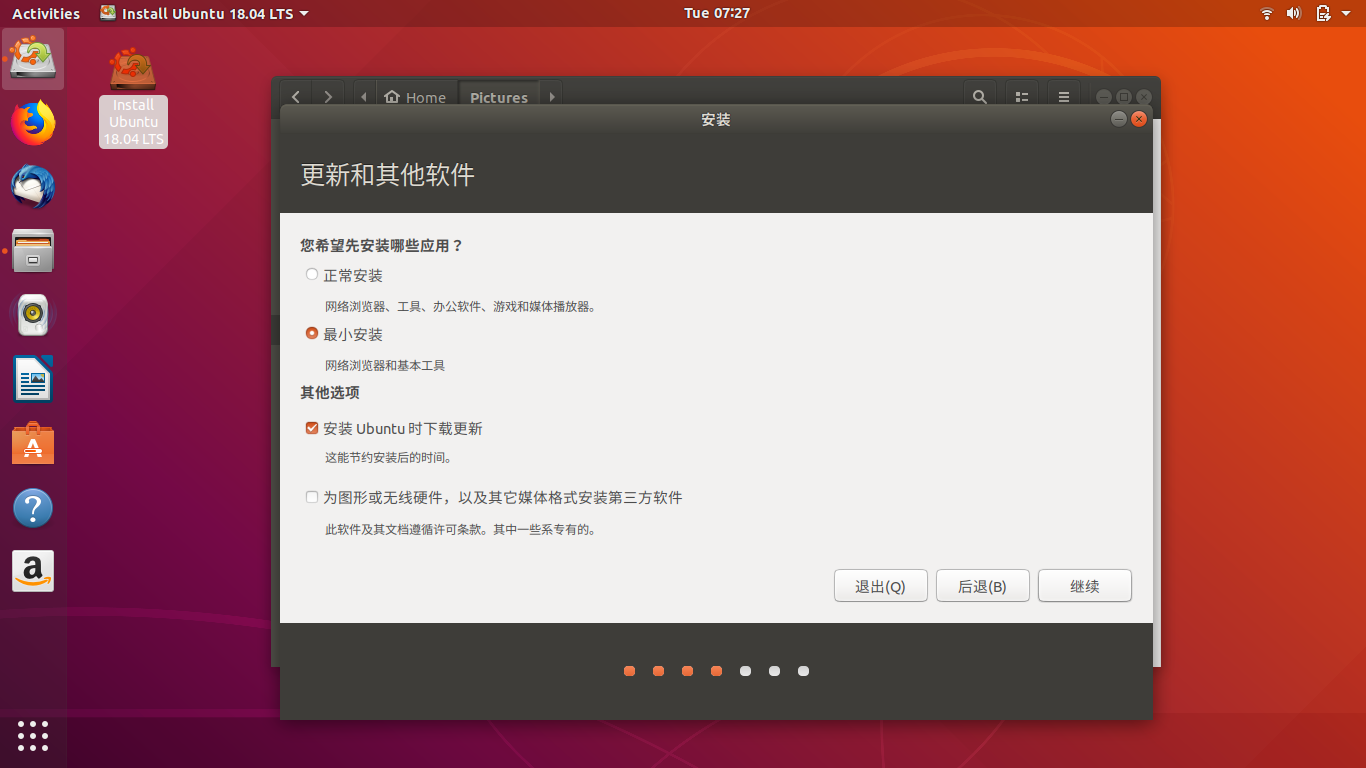 Activities
Install Ubuntu 18.04 LTS
Tue 07:27
Install
Ubuntu
18.04 LTS
Home
Pictures
安装
更新和其他软件
您希望先安装哪些应用？
正常安装
网络浏览器、工具、办公软件、游戏和媒体播放器。
最小安装
网络浏览器和基本工具
其他选项
安装 Ubuntu 时下载更新
这能节约安装后的时间。
为图形或无线硬件，以及其它媒体格式安装第三方软件
此软件及其文档遵循许可条款。其中一些系专有的。
退出(Q)
后退(B)
继续